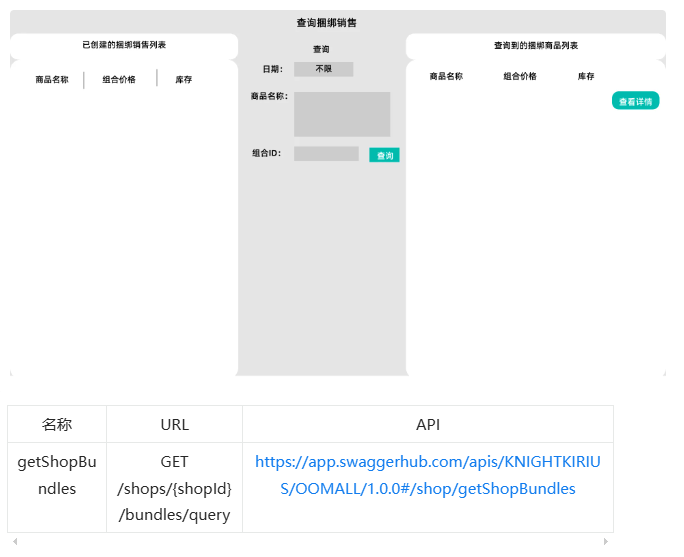 查询捆绑销售
已创建的捆绑销售列表
商品名称 组合价格 库存
查询
日期： 不限
商品名称：
组合ID： 查询
查询到的捆绑商品列表
商品名称 组合价格 库存
查看详情
名称 URL API
getShopBu
ndles
GET
/shops/{shopId}
/bundles/query
https://app.swaggerhub.com/apis/KNIGHTKIRIU
S/OOMALL/1.0.0#/shop/getShopBundles